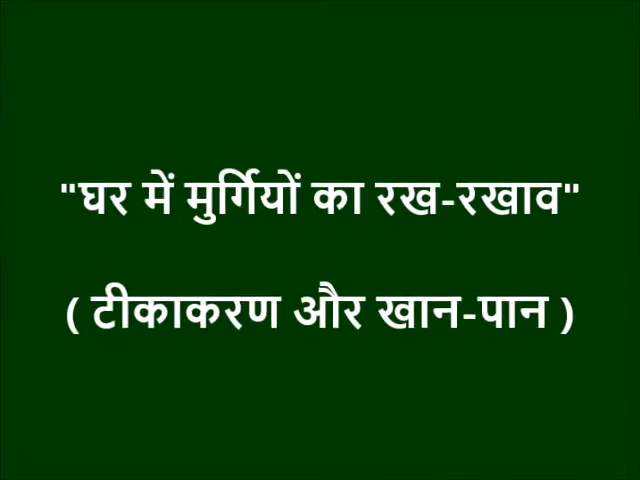 "घर में मुर्गियों का रख-रखाव"
( टीकाकरण और खान-पान )